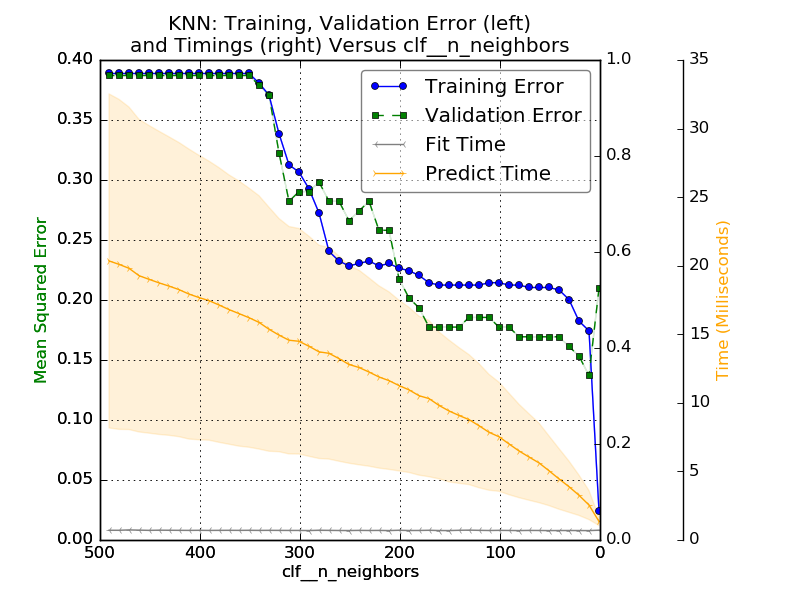 KNN: Training, Validation Error (left)
and Timings (right) Versus clf__n_neighbors
Training Error
Validation Error
Fit Time
Predict Time
Mean Squared Error
0.40
0.35
0.30
0.25
0.20
0.15
0.10
0.05
0.00
1.0
0.8
0.6
0.4
0.2
0.0
35
30
25
20
15
10
5
0
Time (Milliseconds)
500 400 300 200 100 0
clf__n_neighbors